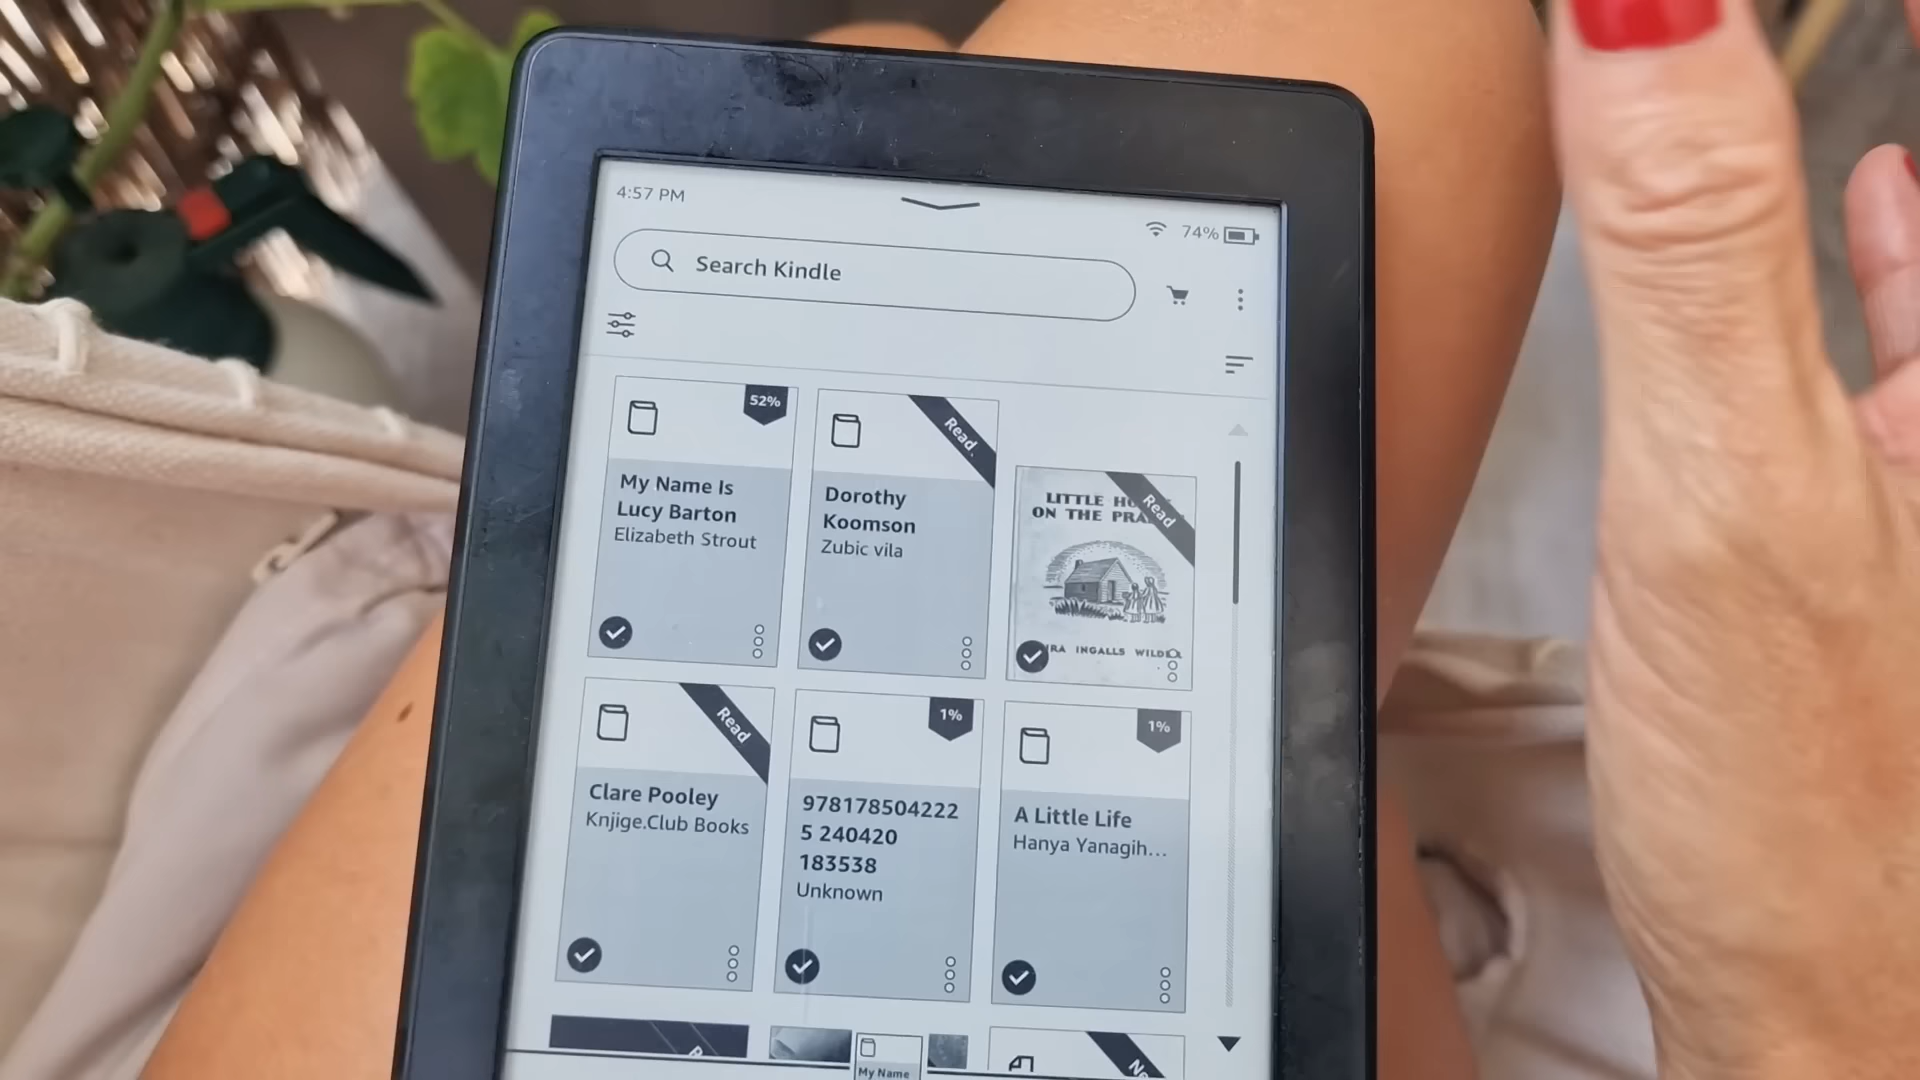 4:57 PM
74%
Search Kindle
52%
My Name Is
Lucy Barton
Elizabeth Strout
Read
Dorothy
Koomson
Zubic vila
Read
LITTLE
ON THE
INGALLS
Read
Clare Pooley
Knjige.Club Books
1%
978178504222
5 240420
183538
Unknown
1%
A Little Life
Hanya Yanagih...
My Name